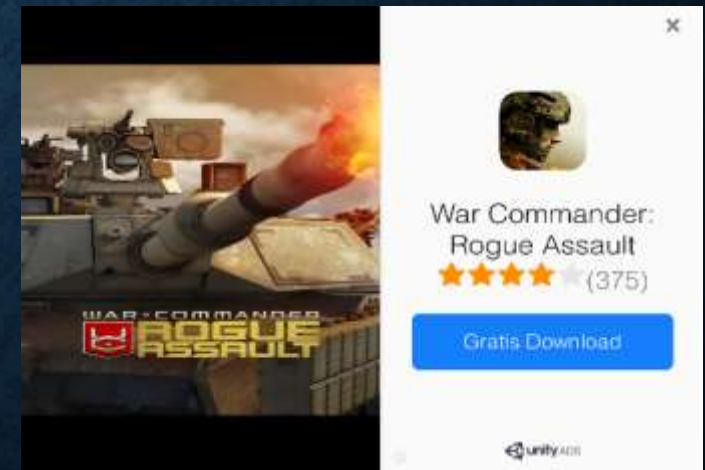 WAR COMMANDER
ROGUE
ASSAULT
×
War Commander:
Rogue Assault
(375)
Gratis Download
unity ADS